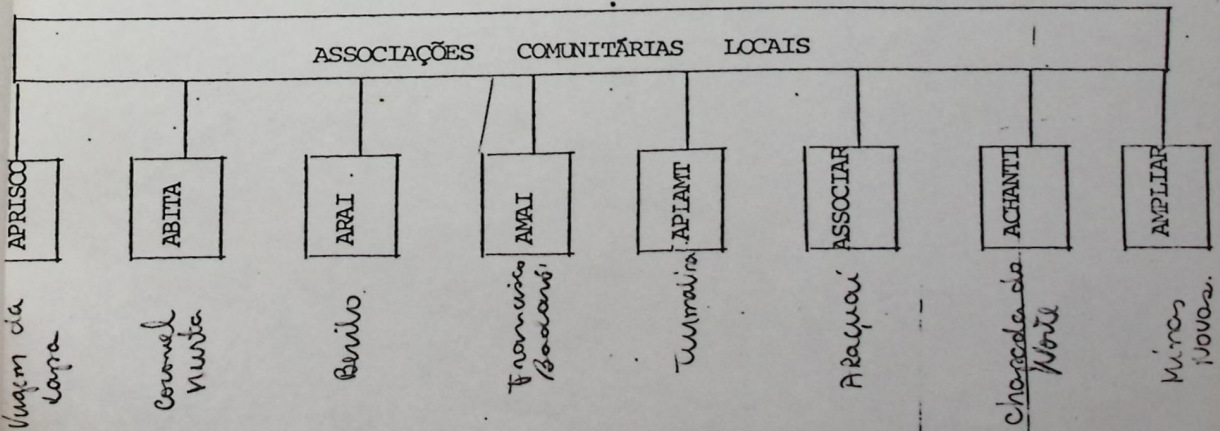 ASSOCIAÇÕES COMUNITÁRIAS LOCAIS
APRISCO
Virgem da
Lapa
ABITA
Coronel
Murta
ARAI
Berilo
AMAI
Francisco
Badaró
APIAMT
Turmalina
ASSOCIAR
Araçuaí
ACHANTI
Chapada do
Norte
AMPLIAR
Minas
Novas.